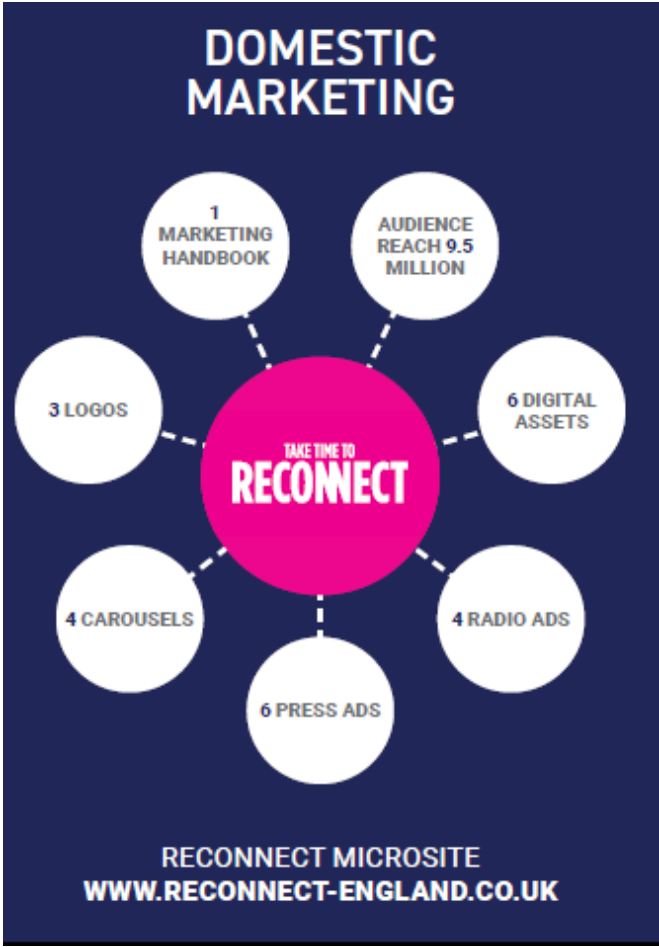 DOMESTIC
MARKETING
1
MARKETING
HANDBOOK
AUDIENCE
REACH 9.5
MILLION
3 LOGOS
6 DIGITAL
ASSETS
TAKE TIME TO
RECONNECT
4 CAROUSELS
4 RADIO ADS
6 PRESS ADS
RECONNECT MICROSITE
WWW.RECONNECT-ENGLAND.CO.UK